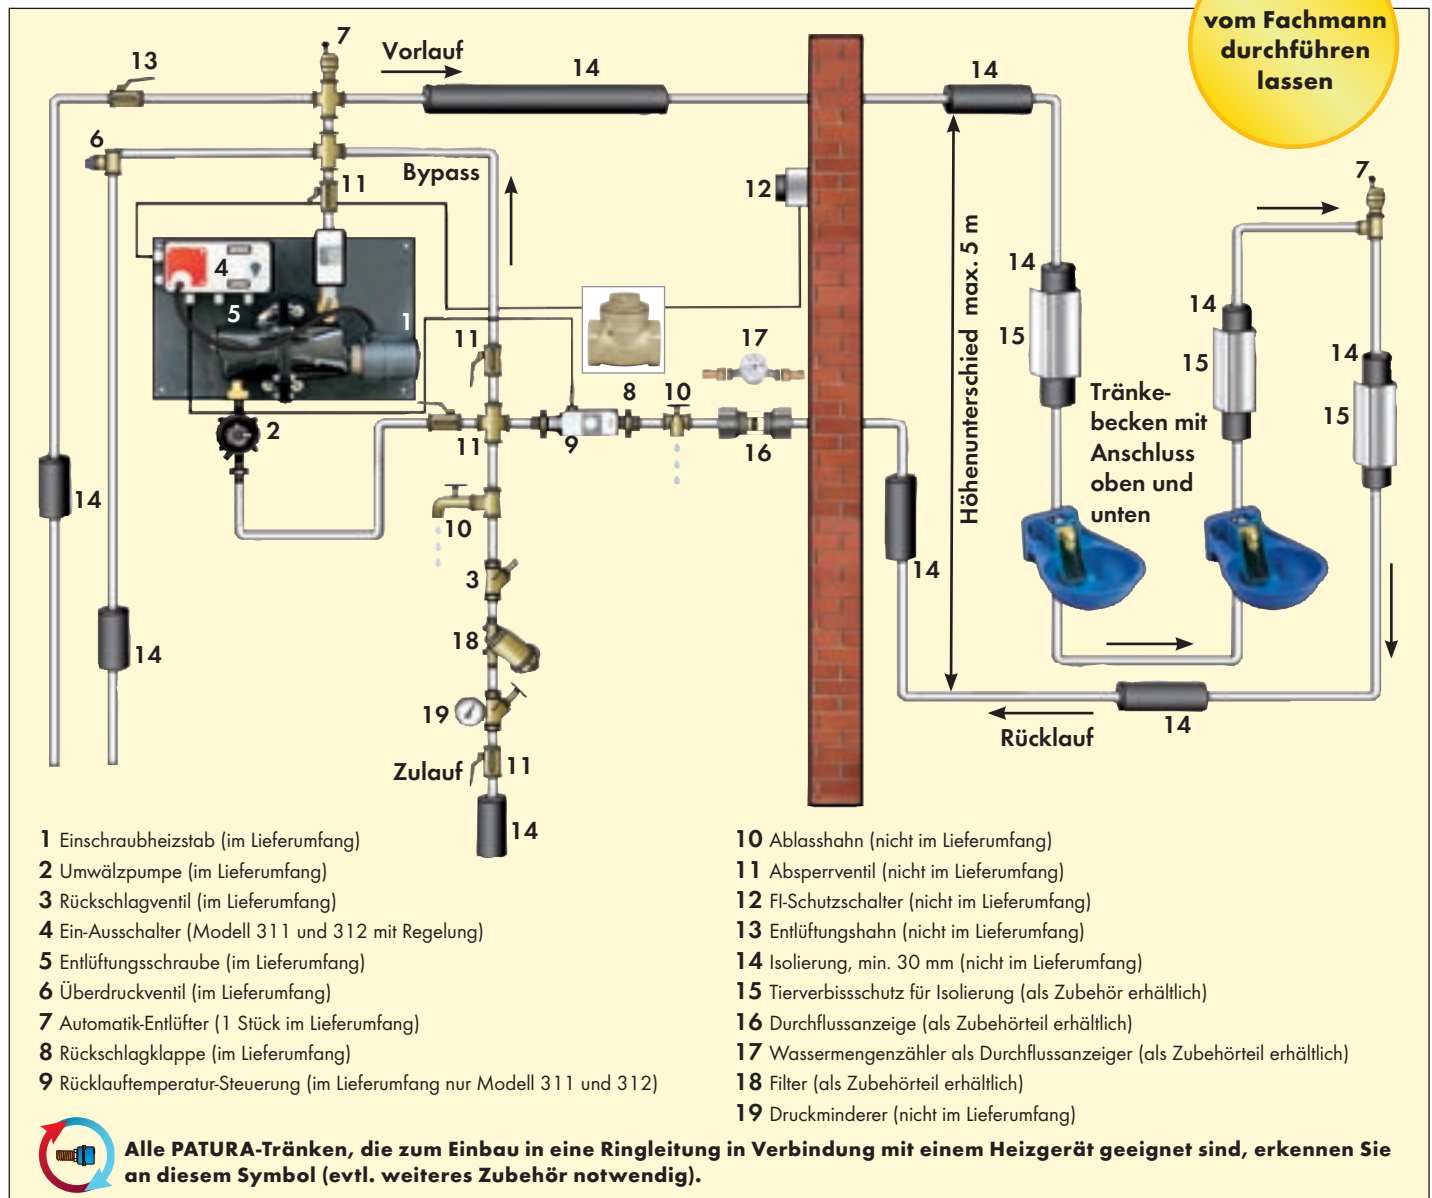 vom Fachmann
durchführen
lassen
7
13
Vorlauf
14
14
6
11
Bypass
12
7
4
5
1
14
14
11
17
15
15
14
15
Höhenunterschied max. 5 m
8
10
Tränke-
becken mit
Anschluss
oben und
unten
2
11
9
16
14
10
14
3
14
18
19
14
Rücklauf
Zulauf
11
14
1 Einschraubheizstab (im Lieferumfang)
2 Umwälzpumpe (im Lieferumfang)
3 Rückschlagventil (im Lieferumfang)
4 Ein-Ausschalter (Modell 311 und 312 mit Regelung)
5 Entlüftungsschraube (im Lieferumfang)
6 Überdruckventil (im Lieferumfang)
7 Automatik-Entlüfter (1 Stück im Lieferumfang)
8 Rückschlagklappe (im Lieferumfang)
9 Rücklauftemperatur-Steuerung (im Lieferumfang nur Modell 311 und 312)
10 Ablasshahn (nicht im Lieferumfang)
11 Absperrventil (nicht im Lieferumfang)
12 FI-Schutzschalter (nicht im Lieferumfang)
13 Entlüftungshahn (nicht im Lieferumfang)
14 Isolierung, min. 30 mm (nicht im Lieferumfang)
15 Tierverbissschutz für Isolierung (als Zubehör erhältlich)
16 Durchflussanzeige (als Zubehörteil erhältlich)
17 Wassermengenzähler als Durchflussanzeiger (als Zubehörteil erhältlich)
18 Filter (als Zubehörteil erhältlich)
19 Druckminderer (nicht im Lieferumfang)
Alle PATURA-Tränken, die zum Einbau in eine Ringleitung in Verbindung mit einem Heizgerät geeignet sind, erkennen Sie
an diesem Symbol (evtl. weiteres Zubehör notwendig).